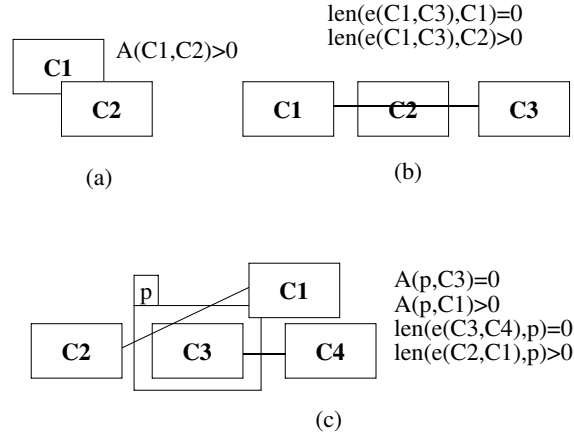 C1
A(C1,C2)>0
C2
(a)
len(e(C1,C3),C1)=0
len(e(C1,C3),C2)>0
C1
C2
C3
(b)
p
C1
C2
C3
C4
A(p,C3)=0
A(p,C1)>0
len(e(C3,C4),p)=0
len(e(C2,C1),p)>0
(c)